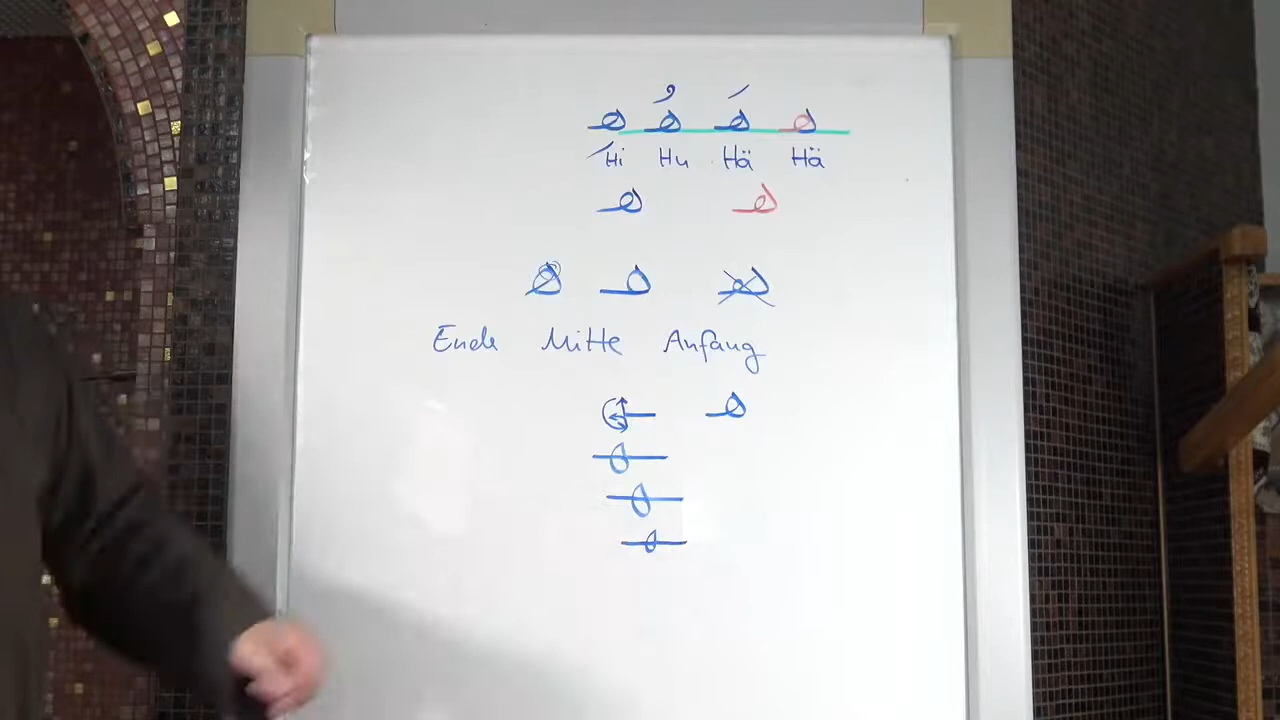 هِ هُ هَ ه
Hi Hu Hä Hä
ه ه
ه ه ه
Ende Mitte Anfang
ه